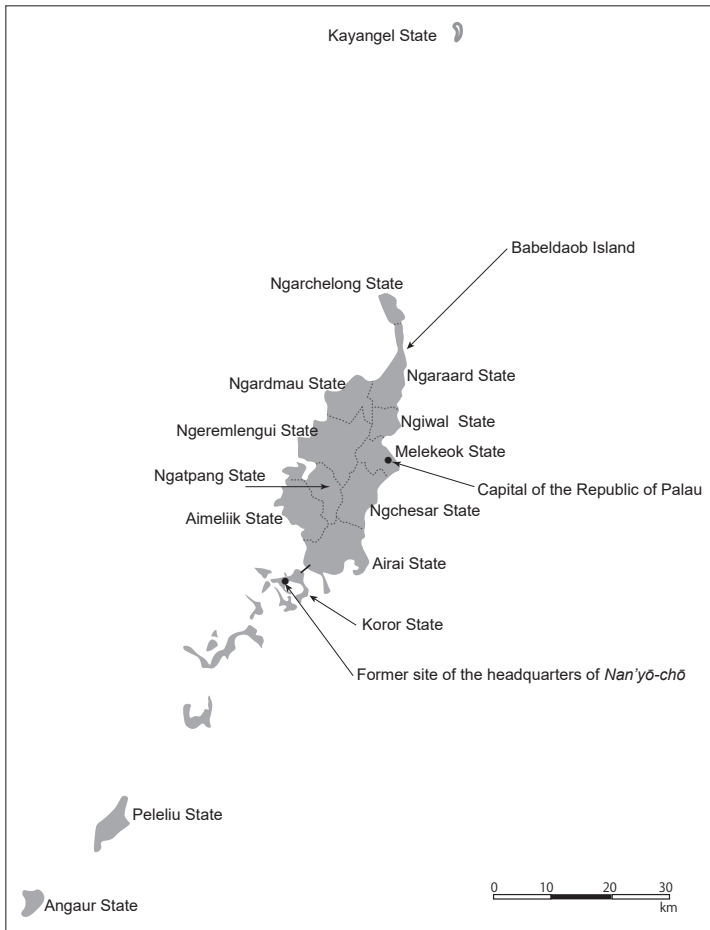 Kayangel State
Babeldaob Island
Ngarchelong State
Ngardmau State
Ngaraard State
Ngiwal State
Ngeremlengui State
Melekeok State
Ngatpang State
Capital of the Republic of Palau
Aimeliik State
Ngchesar State
Airai State
Koror State
Former site of the headquarters of Nan’yō-chō
Peleliu State
Angaur State
0 10 20 30
km